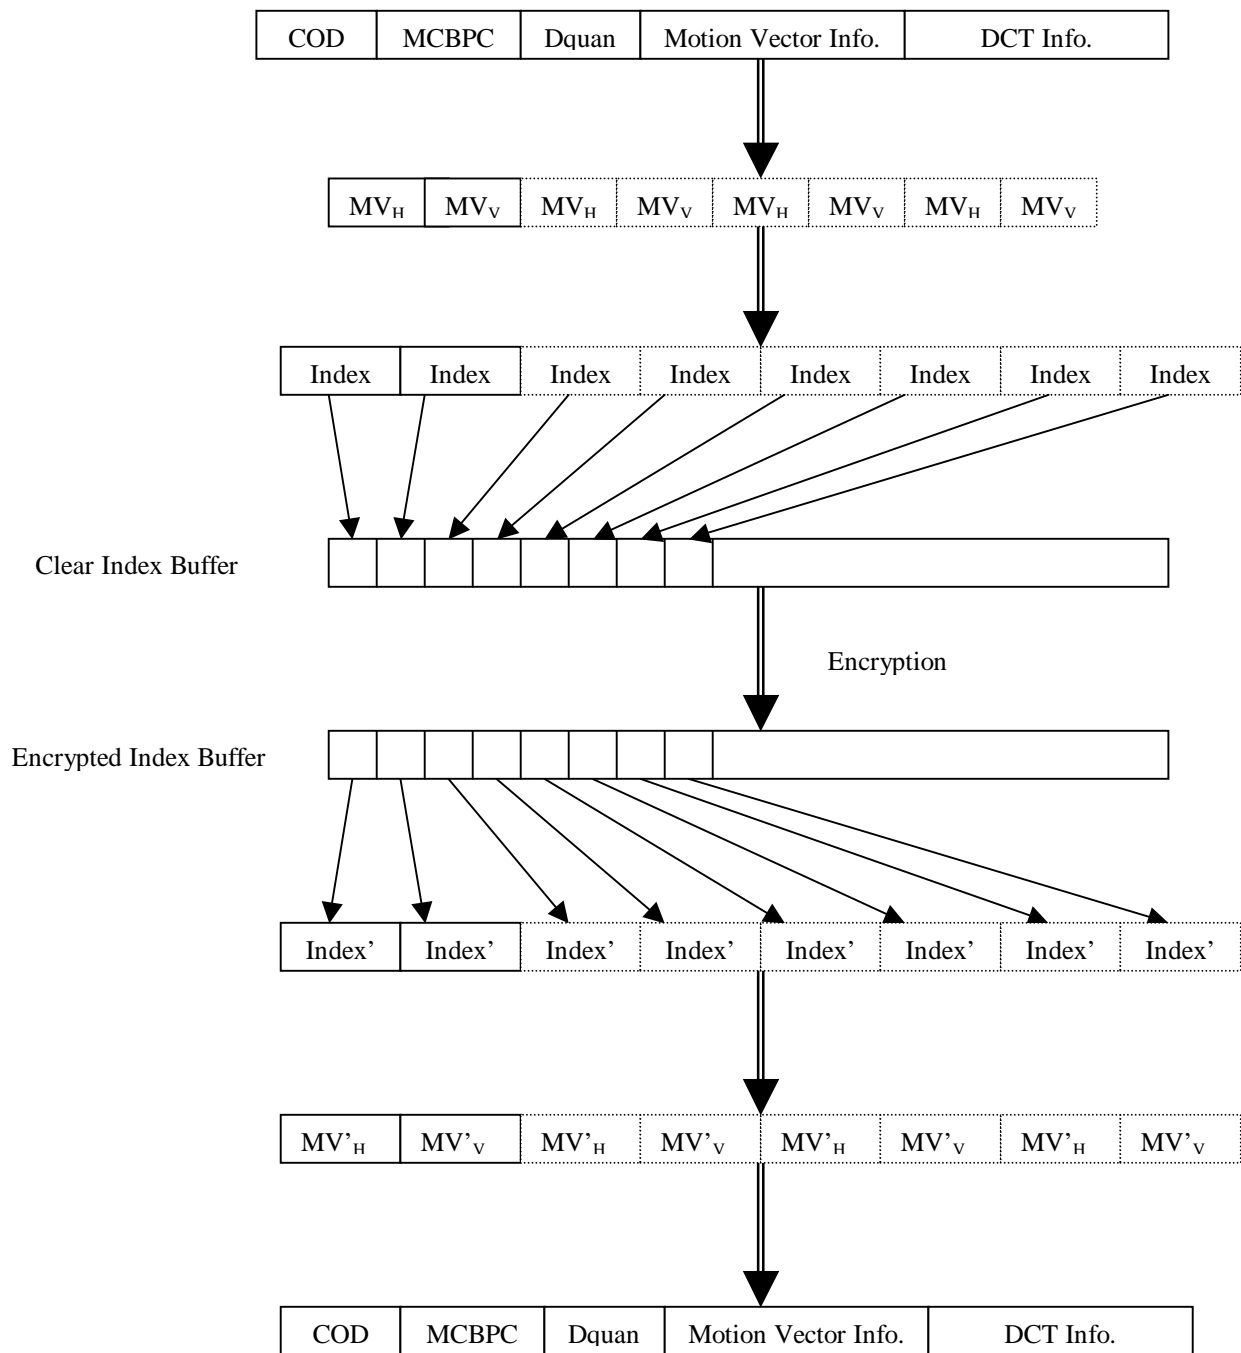 COD MCBPC Dquan Motion Vector Info. DCT Info.
MV_H MV_V MV_H MV_V MV_H MV_V MV_H MV_V
Index Index Index Index Index Index Index Index
Clear Index Buffer
Encryption
Encrypted Index Buffer
Index’ Index’ Index’ Index’ Index’ Index’ Index’ Index’
MV’_H MV’_V MV’_H MV’_V MV’_H MV’_V MV’_H MV’_V
COD MCBPC Dquan Motion Vector Info. DCT Info.